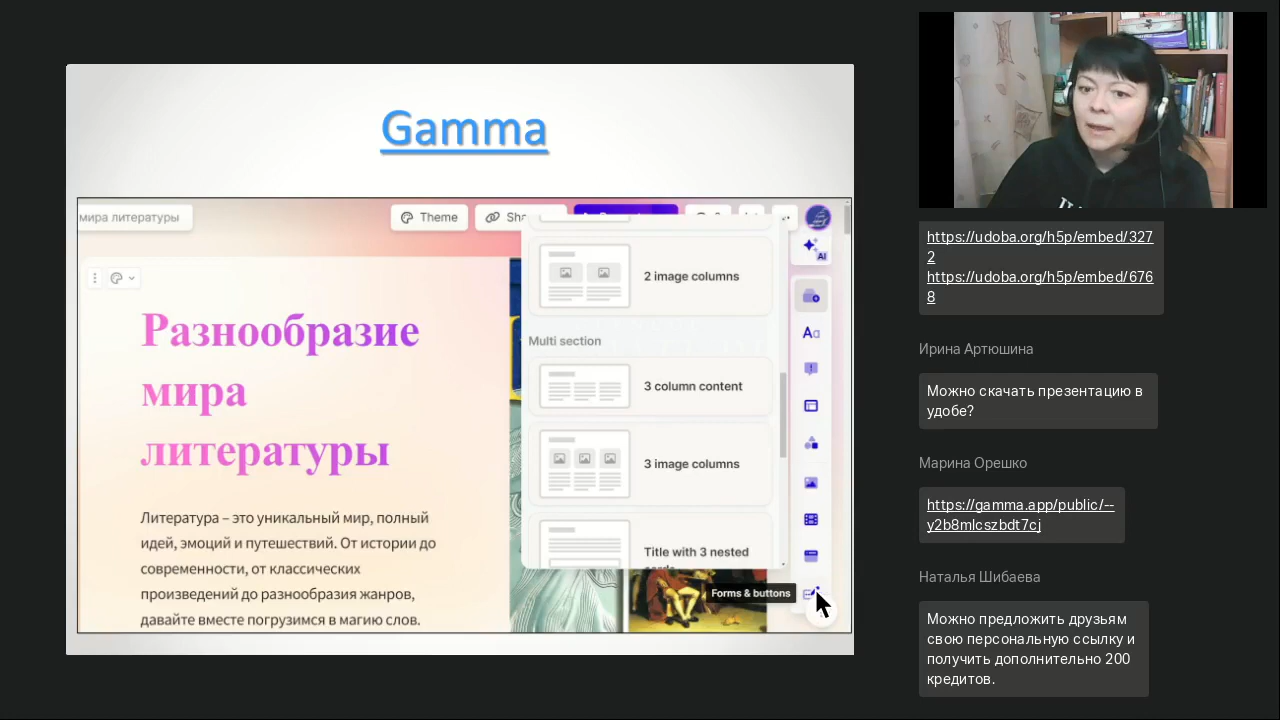 Gamma
мира литературы
Theme
AI
2 image columns
Multi section
3 column content
3 image columns
Title with 3 nested
Forms & buttons
Aa
Разнообразие
мира
литературы
Литература – это уникальный мир, полный
идей, эмоций и путешествий. От истории до
современности, от классических
произведений до разнообразия жанров,
давайте вместе погрузимся в магию слов.
https://udoba.org/h5p/embed/327
2
https://udoba.org/h5p/embed/676
8
Ирина Артюшина
Можно скачать презентацию в
удобе?
Марина Орешко
https://gamma.app/public/--
y2b8mlcszbdt7cj
Наталья Шибаева
Можно предложить друзьям
свою персональную ссылку и
получить дополнительно 200
кредитов.